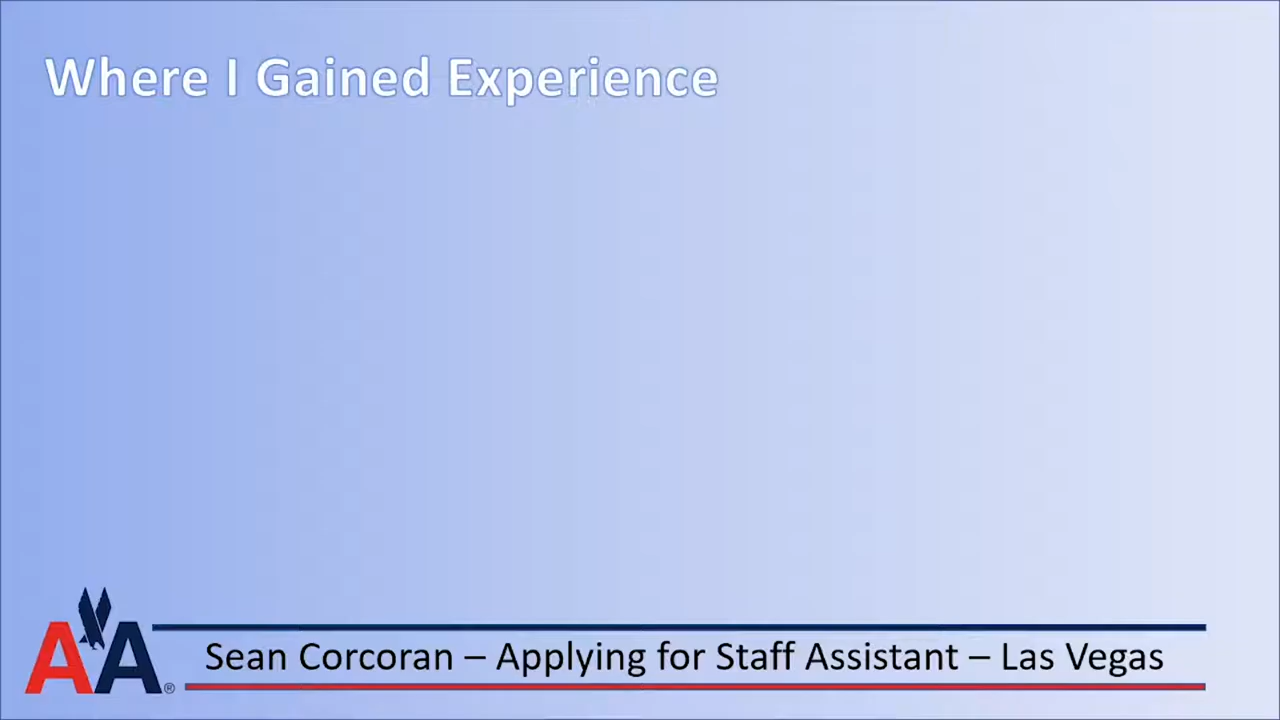 Where I Gained Experience
AA®
Sean Corcoran – Applying for Staff Assistant – Las Vegas